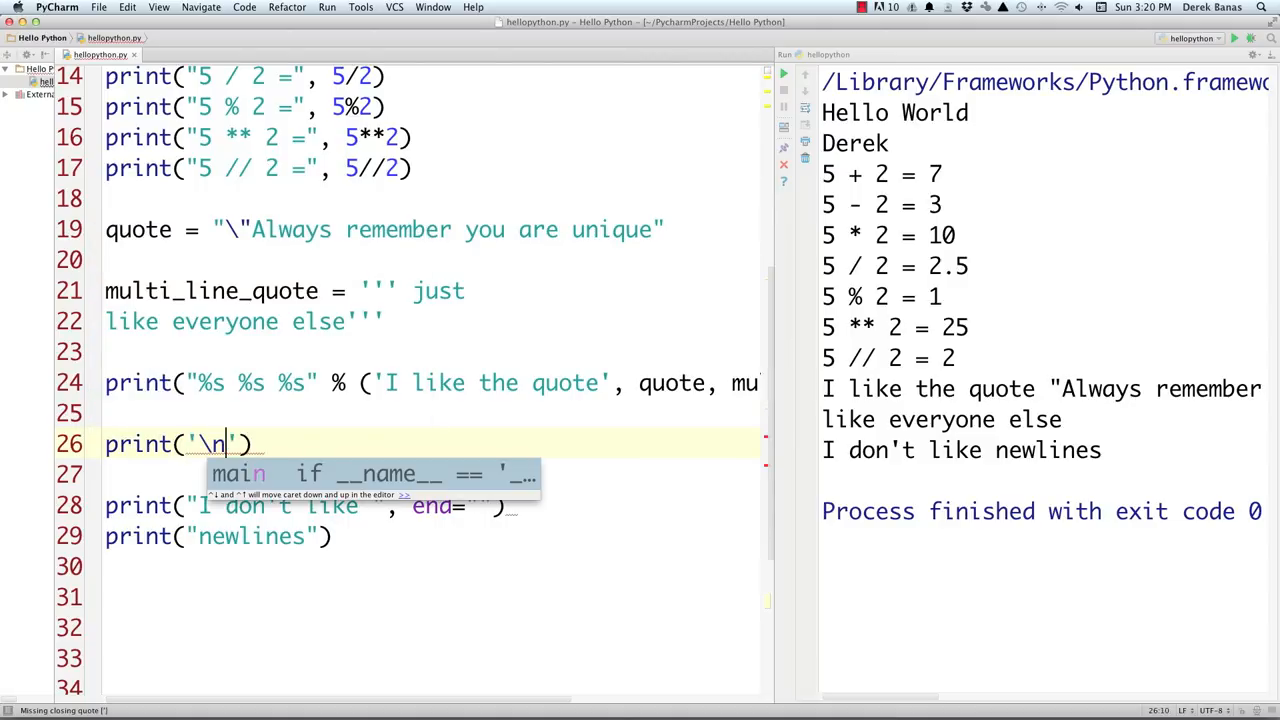 PyCharm File Edit View Navigate Code Refactor Run Tools VCS Window Help 10 Sun 3:20 PM Derek Banas
hellopython.py - Hello Python - [~/PycharmProjects/Hello Python]
Hello Python hellopython.py hellopython
hellopython.py Run hellopython
Hello Pyt
hell
Externa
14 print("5 / 2 =", 5/2)
15 print("5 % 2 =", 5%2)
16 print("5 ** 2 =", 5**2)
17 print("5 // 2 =", 5//2)
18
19 quote = "\"Always remember you are unique"
20
21 multi_line_quote = ''' just
22 like everyone else'''
23
24 print("%s %s %s" % ('I like the quote', quote, mu
25
26 print('\n')
27
main if __name__ == '_…
^↓ and ^↑ will move caret down and up in the editor >>
28 print("I don't like ", end="")
29 print("newlines")
30
31
32
33
34
/Library/Frameworks/Python.framewo
Hello World
Derek
5 + 2 = 7
5 - 2 = 3
5 * 2 = 10
5 / 2 = 2.5
5 % 2 = 1
5 ** 2 = 25
5 // 2 = 2
I like the quote "Always remember
like everyone else
I don't like newlines
Process finished with exit code 0
Missing closing quote ['] 26:10 LF UTF-8